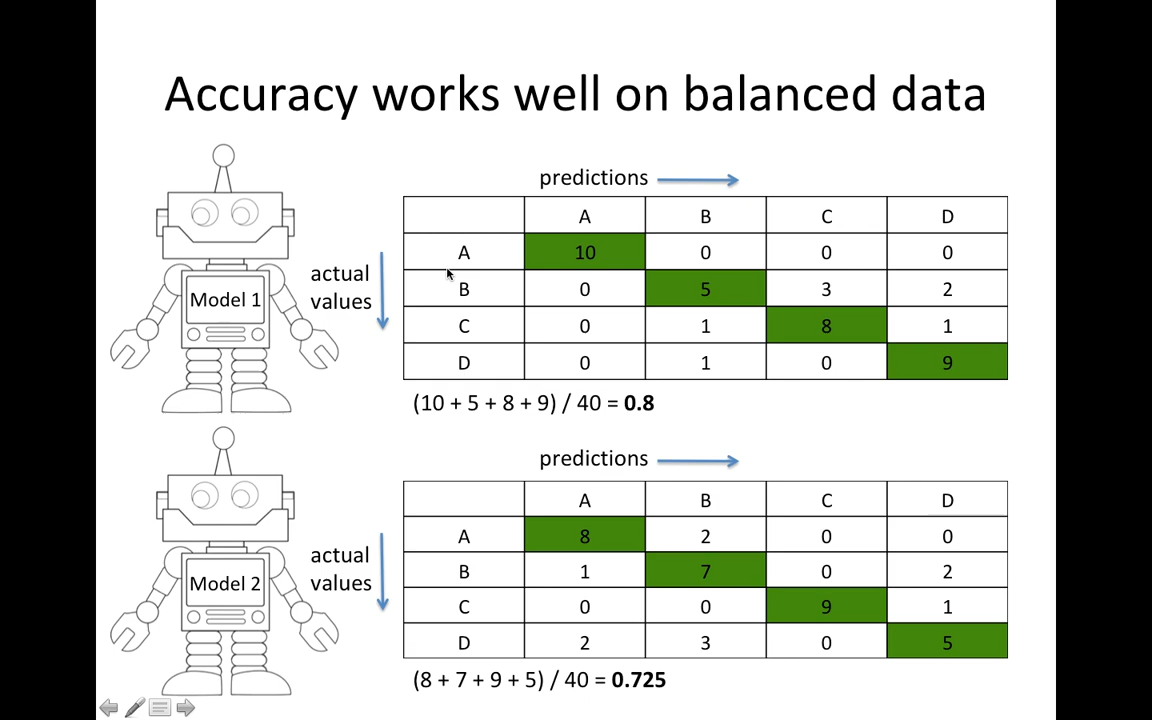 Accuracy works well on balanced data
predictions
A B C D
A 10 0 0 0
B 0 5 3 2
C 0 1 8 1
D 0 1 0 9
actual
values
Model 1
(10 + 5 + 8 + 9) / 40 = 0.8
predictions
A B C D
A 8 2 0 0
B 1 7 0 2
C 0 0 9 1
D 2 3 0 5
actual
values
Model 2
(8 + 7 + 9 + 5) / 40 = 0.725